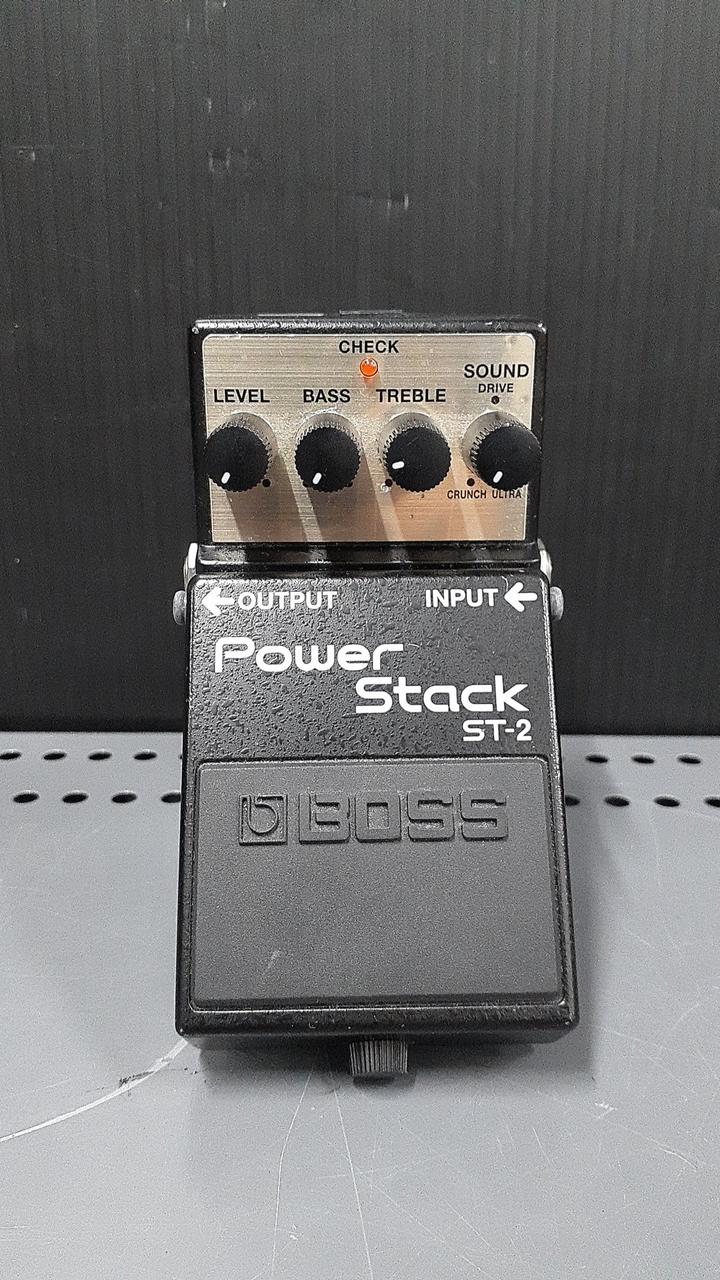 CHECK
LEVEL BASS TREBLE SOUND
DRIVE
CRUNCH ULTRA
←OUTPUT INPUT←
Power
Stack
ST-2
BOSS